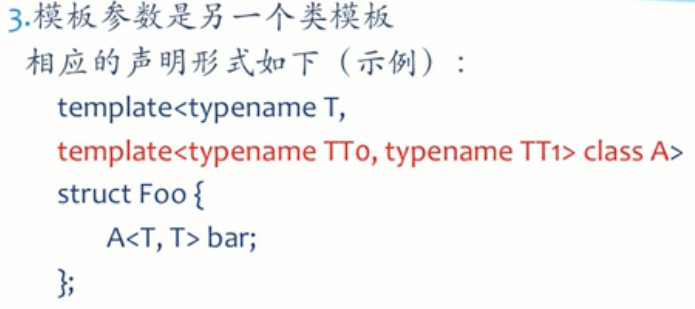 3.模板参数是另一个类模板
相应的声明形式如下（示例）:
template<typename T,
template<typename TT0, typename TT1> class A>
struct Foo {
A<T, T> bar;
};